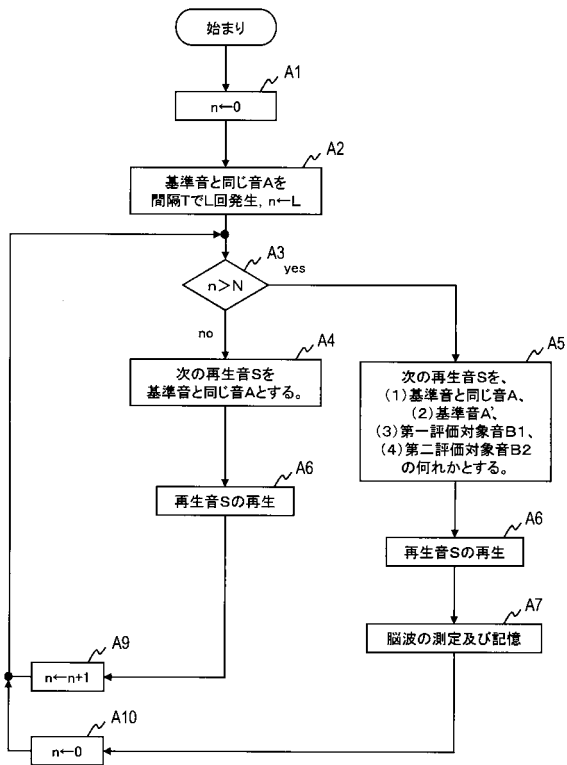 始まり
A1
n←0
A2
基準音と同じ音Aを
間隔TでL回発生, n←L
A3
n>N
yes
no
A4
次の再生音Sを
基準音と同じ音Aとする。
A5
次の再生音Sを、
(1)基準音と同じ音A、
(2)基準音A'、
(3)第一評価対象音B1、
(4)第二評価対象音B2
の何れかとする。
A6
再生音Sの再生
A6
再生音Sの再生
A7
脳波の測定及び記憶
A9
n←n+1
A10
n←0